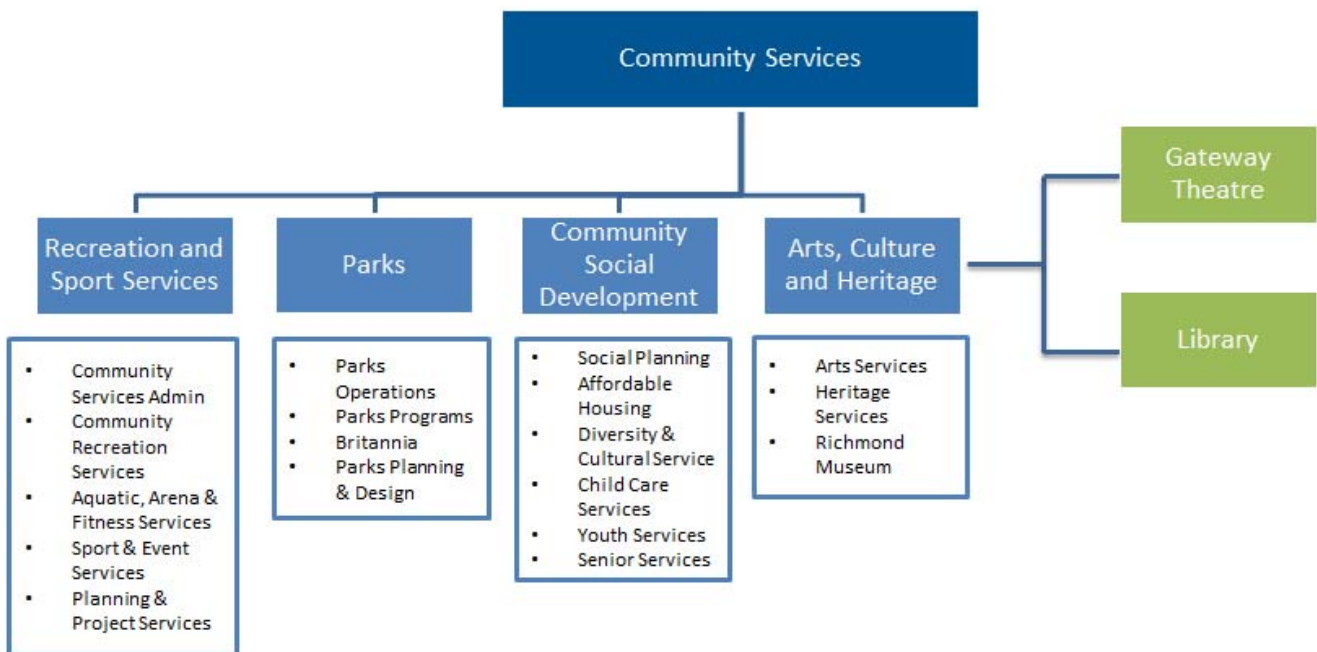 Community Services
Gateway
Theatre
Library
Recreation and
Sport Services
Parks
Community
Social
Development
Arts, Culture
and Heritage
• Community
Services Admin
• Community
Recreation
Services
• Aquatic, Arena &
Fitness Services
• Sport & Event
Services
• Planning &
Project Services
• Parks
Operations
• Parks Programs
• Britannia
• Parks Planning
& Design
• Social Planning
• Affordable
Housing
• Diversity &
Cultural Service
• Child Care
Services
• Youth Services
• Senior Services
• Arts Services
• Heritage
Services
• Richmond
Museum